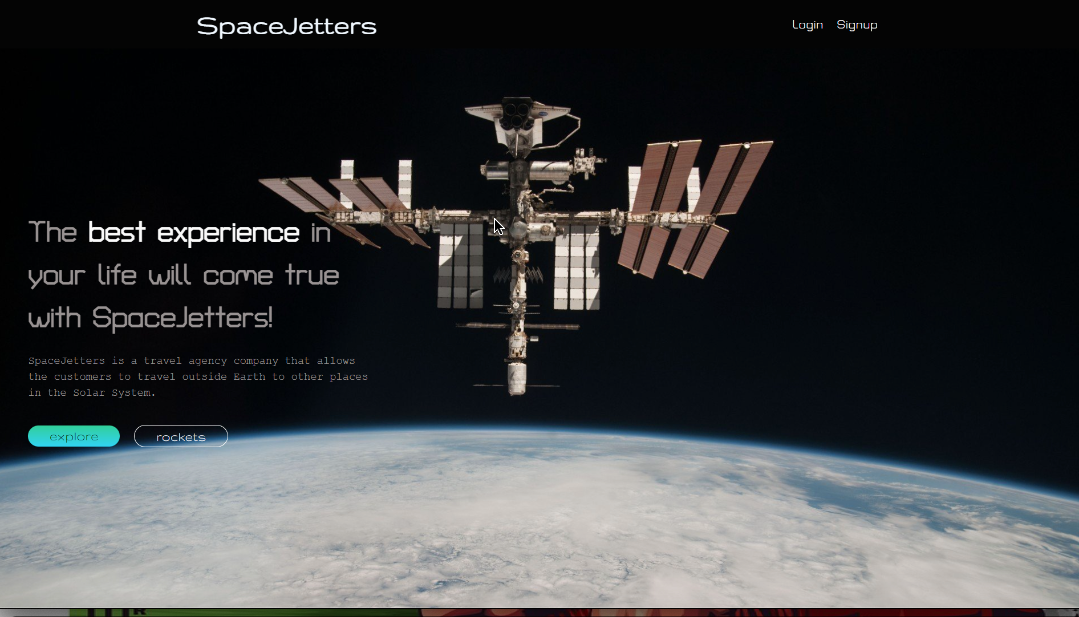 SpaceJetters
Login Signup
The best experience in
your life will come true
with SpaceJetters!
SpaceJetters is a travel agency company that allows
the customers to travel outside Earth to other places
in the Solar System.
explore rockets